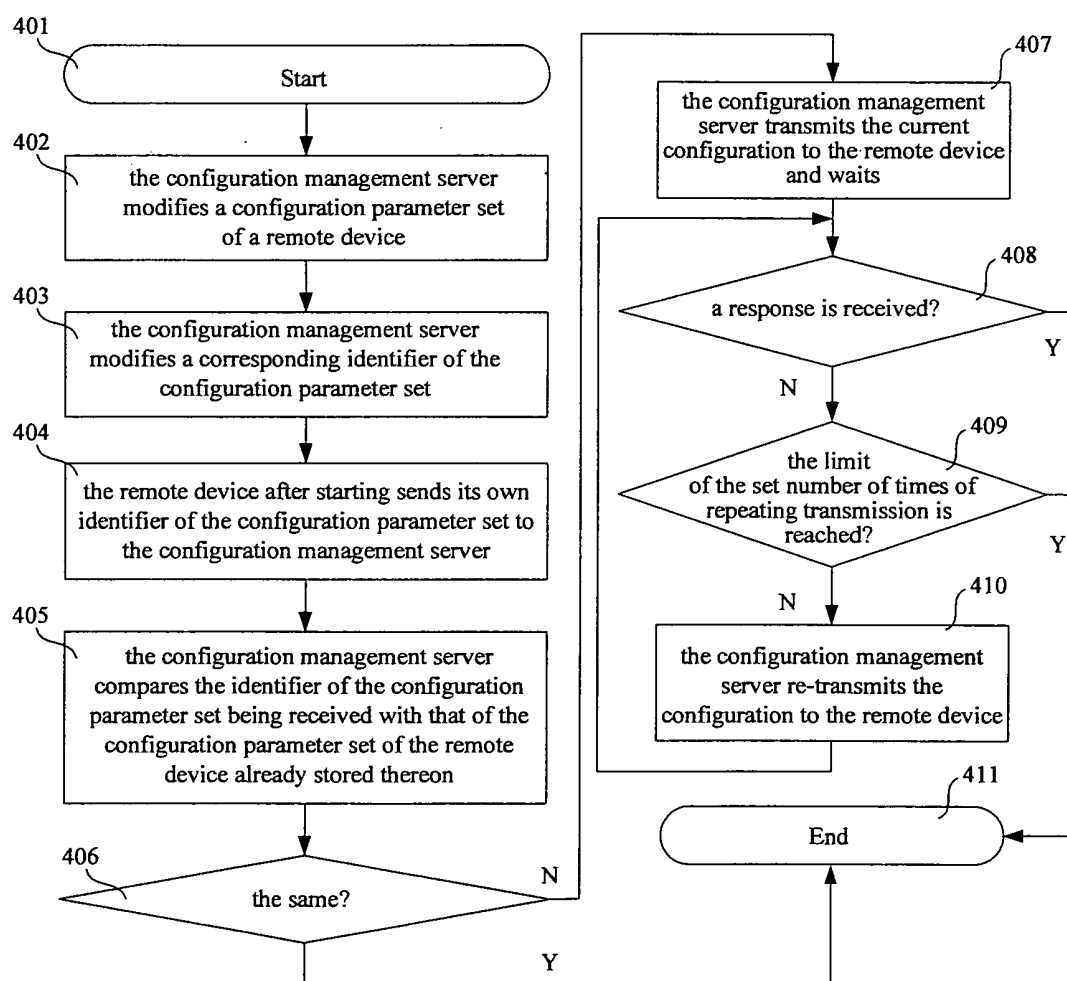 401
Start
402
the configuration management server
modifies a configuration parameter set
of a remote device
403
the configuration management server
modifies a corresponding identifier of the
configuration parameter set
404
the remote device after starting sends its own
identifier of the configuration parameter set to
the configuration management server
405
the configuration management server
compares the identifier of the configuration
parameter set being received with that of the
configuration parameter set of the remote
device already stored thereon
406
the same?
N
Y
407
the configuration management
server transmits the current
configuration to the remote device
and waits
408
a response is received?
Y
N
409
the limit
of the set number of times of
repeating transmission is
reached?
Y
N
410
the configuration management
server re-transmits the
configuration to the remote device
411
End